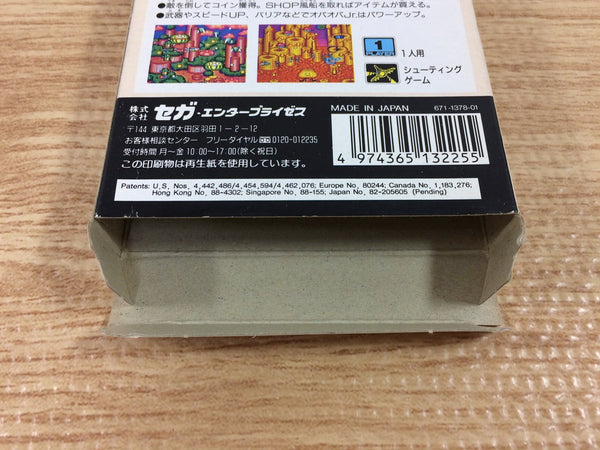 ●敵を倒してコイン獲得。SHOP風船を取ればアイテムが買える。
●武器やスピードUP、バリアなどでオパオパJr.はパワーアップ。
1
PLAYER
1人用
シューティング
ゲーム
株式
会社
セガ・エンタープライゼス
〒144 東京都大田区羽田1-2-12
お客様相談センター フリーダイヤル 0120-012235
受付時間 月～金 10:00～17:00(除く祝日)
この印刷物は再生紙を使用しています。
MADE IN JAPAN
671-1378-01
4 974365 132255
Patents: U.S. Nos. 4,442,486/4,454,594/4,462,076; Europe No. 80244; Canada No. 1,183,276;
Hong Kong No. 88-4302; Singapore No. 88-155; Japan No. 82-205605 (Pending)